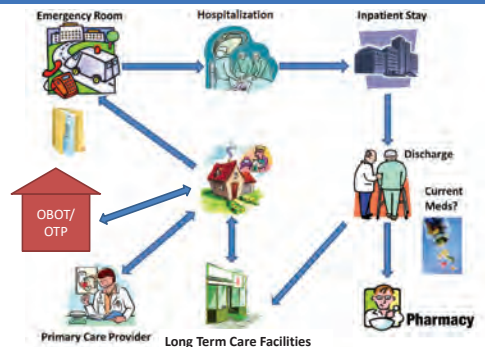 Emergency Room
Hospitalization
Inpatient Stay
Discharge
Current
Meds?
OBOT/
OTP
Primary Care Provider
Long Term Care Facilities
Pharmacy